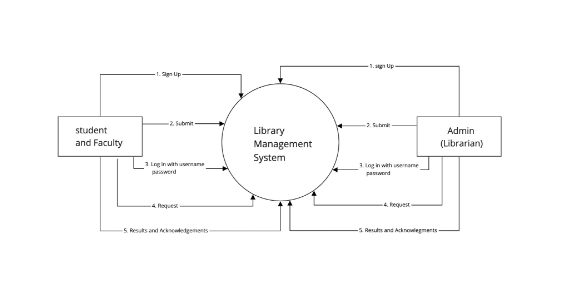 1. sign Up
1. Sign Up
2. Submit
2. Submit
student
and Faculty
Library
Management
System
Admin
(Librarian)
3 Log in with username
password
3. Log in with username
password
4. Request
4. Request
5. Results and Acknowledgements
5. Results and Acknowlegments